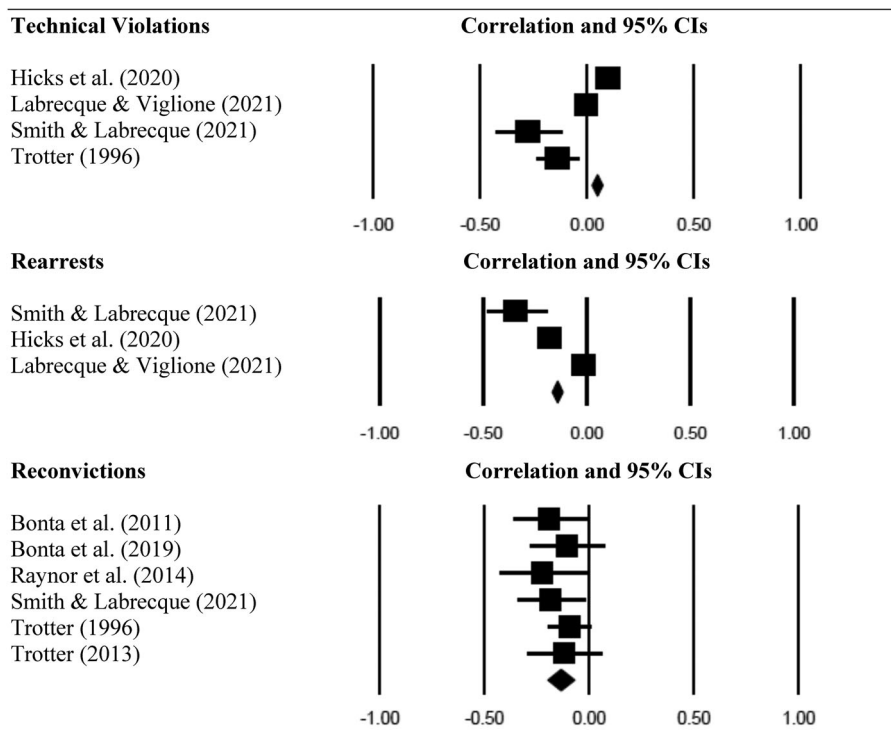 Technical Violations Correlation and 95% CIs
Hicks et al. (2020)
Labrecque & Viglione (2021)
Smith & Labrecque (2021)
Trotter (1996)
-1.00 -0.50 0.00 0.50 1.00
Rearrests Correlation and 95% CIs
Smith & Labrecque (2021)
Hicks et al. (2020)
Labrecque & Viglione (2021)
-1.00 -0.50 0.00 0.50 1.00
Reconvictions Correlation and 95% CIs
Bonta et al. (2011)
Bonta et al. (2019)
Raynor et al. (2014)
Smith & Labrecque (2021)
Trotter (1996)
Trotter (2013)
-1.00 -0.50 0.00 0.50 1.00